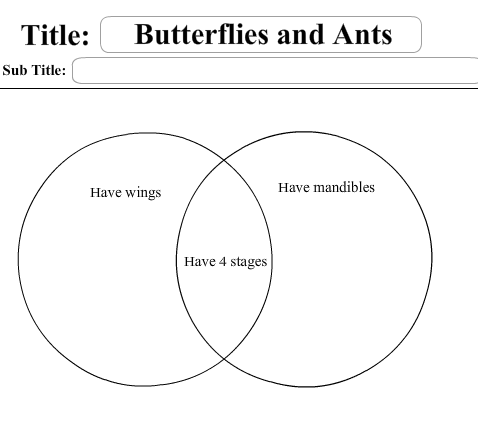 Title: Butterflies and Ants
Sub Title:
Have wings
Have mandibles
Have 4 stages